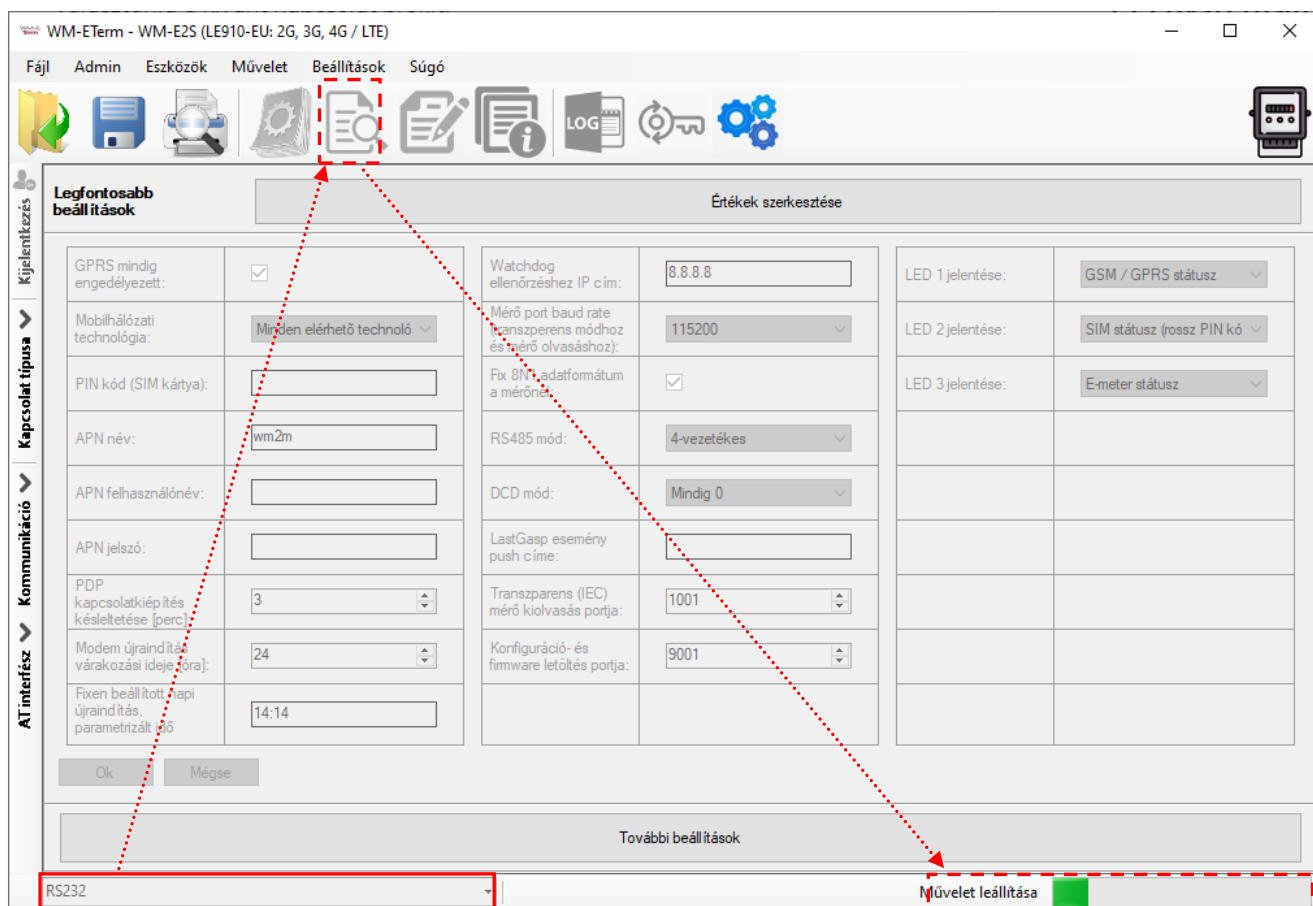 WM-ETerm - WM-E2S (LE910-EU: 2G, 3G, 4G / LTE)
Fájl Admin Eszközök Művelet Beállítások Súgó
LOG
Kijelentkezés
Kapcsolat típusa
Kommunikáció
AT interfész
Legfontosabb
beállítások
Értékek szerkesztése
GPRS mindig
engedélyezett:
Mobilhálózati
technológia:
Minden elérhető technoló
PIN kód (SIM kártya):
APN név:
wm2m
APN felhasználónév:
APN jelszó:
PDP
kapcsolatkiépítés
késleltetése [perc]:
3
Modem újraindítás
várakozási ideje [óra]:
24
Fixen beállított napi
újraindítás,
parametrizált idő
14:14
Watchdog
ellenőrzéshez IP cím:
8.8.8.8
Mérő port baud rate
(transzperens módhoz
és mérő olvasáshoz):
115200
Fix 8N1 adatformátum
a mérőnél:
RS485 mód:
4-vezetékes
DCD mód:
Mindig 0
LastGasp esemény
push címe:
Transzparens (IEC)
mérő kiolvasás portja:
1001
Konfiguráció- és
firmware letöltés portja:
9001
LED 1 jelentése:
GSM / GPRS státusz
LED 2 jelentése:
SIM státusz (rossz PIN kó
LED 3 jelentése:
E-meter státusz
Ok
Mégse
További beállítások
RS232
Művelet leállítása